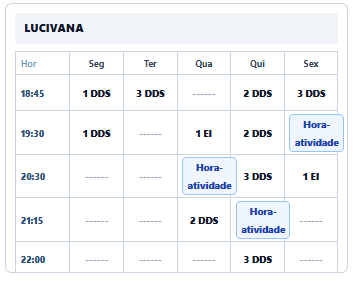 LUCIVANA
Hor Seg Ter Qua Qui Sex
18:45 1 DDS 3 DDS ------ 2 DDS 3 DDS
19:30 1 DDS ------ 1 EI 2 DDS Hora-atividade
20:30 ------ ------ Hora-atividade 3 DDS 1 EI
21:15 ------ ------ 2 DDS Hora-atividade ------
22:00 ------ ------ ------ 3 DDS ------